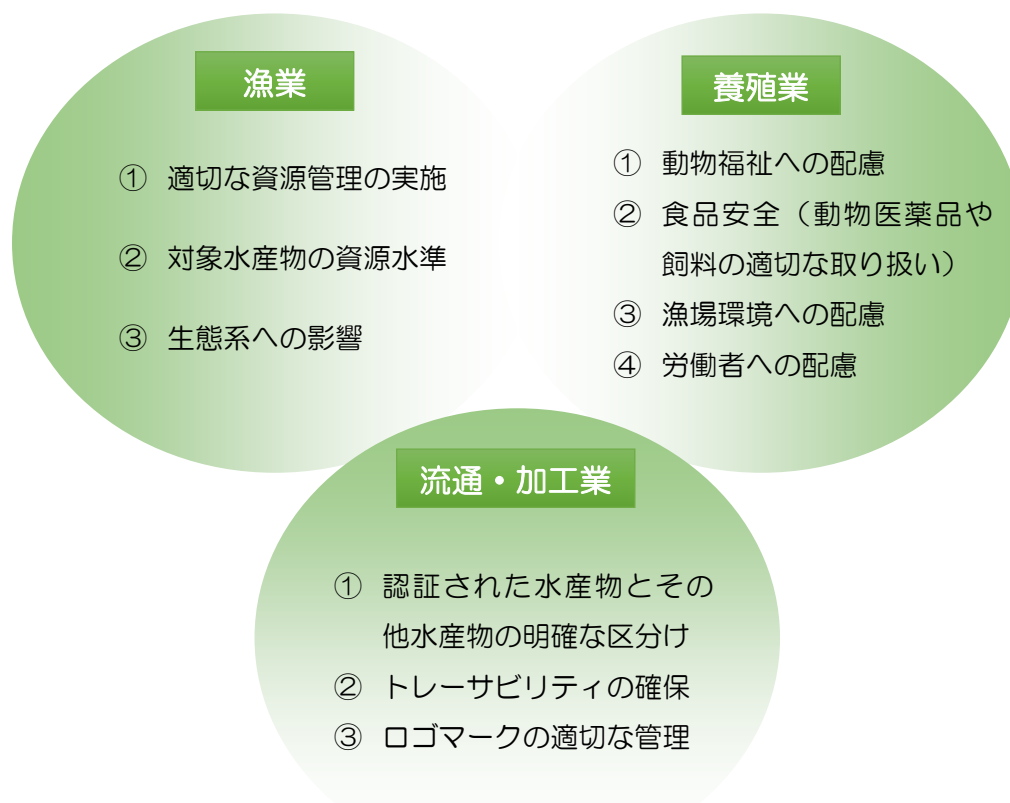 漁業
① 適切な資源管理の実施
② 対象水産物の資源水準
③ 生態系への影響
養殖業
① 動物福祉への配慮
② 食品安全（動物医薬品や
飼料の適切な取り扱い）
③ 漁場環境への配慮
④ 労働者への配慮
流通・加工業
① 認証された水産物とその
他水産物の明確な区分け
② トレーサビリティの確保
③ ロゴマークの適切な管理